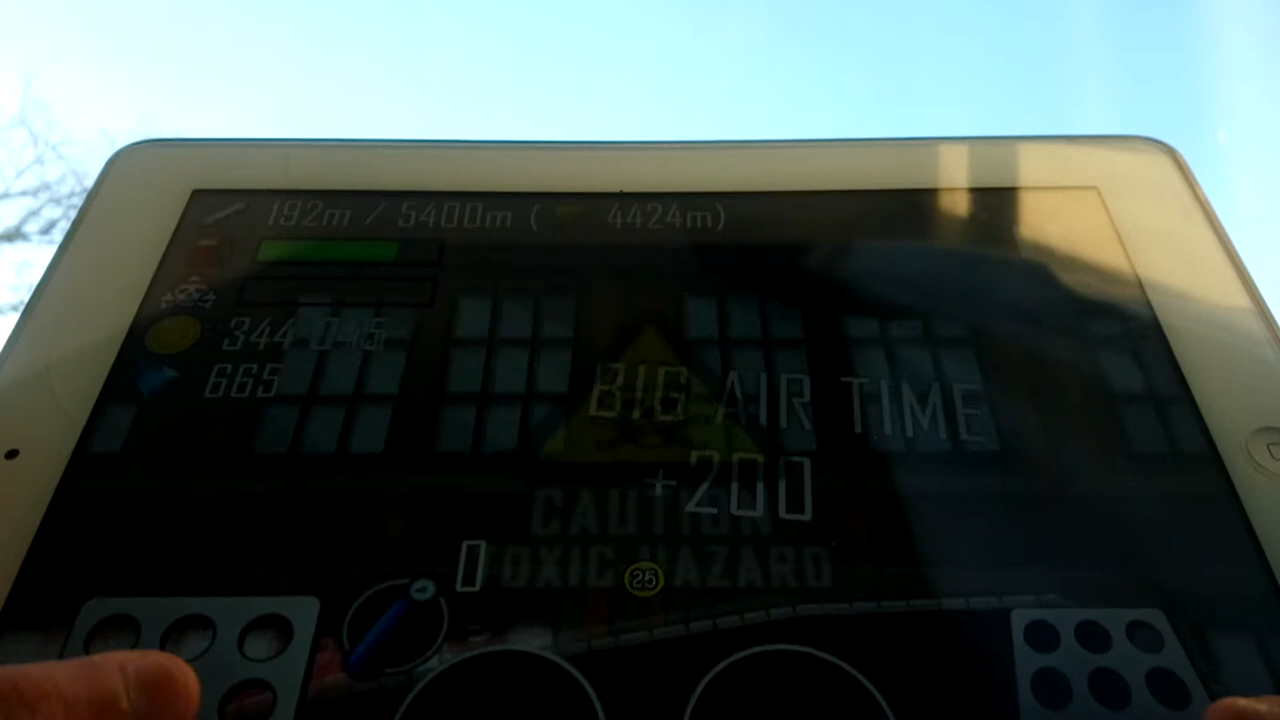 192m / 5400m ( 4424m)
344 045
665
BIG AIR TIME
+200
CAUTION
0
TOXIC HAZARD
25